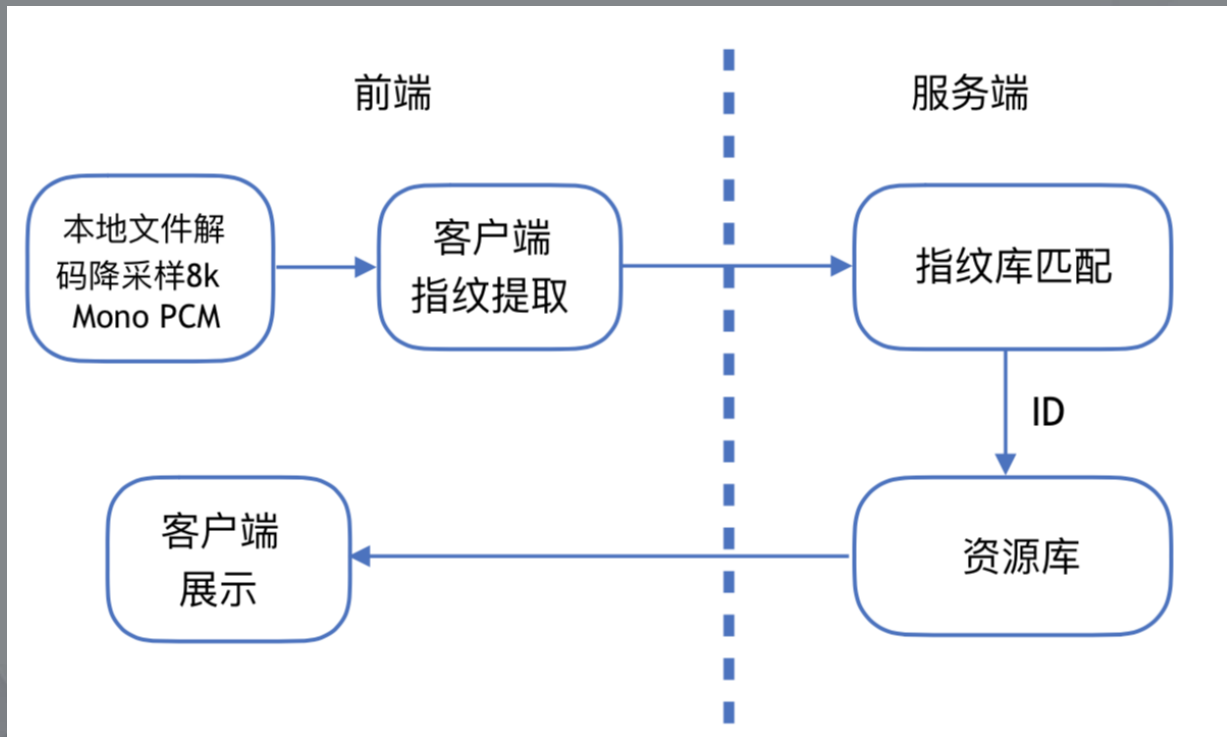 前端
服务端
本地文件解
码降采样8k
Mono PCM
客户端
指纹提取
指纹库匹配
ID
客户端
展示
资源库